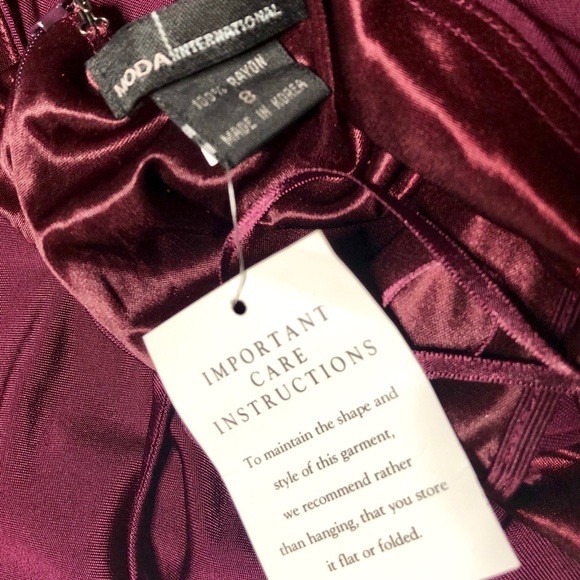 MODA INTERNATIONAL
100% RAYON
8
MADE IN KOREA
IMPORTANT
CARE
INSTRUCTIONS
To maintain the shape and
style of this garment,
we recommend rather
than hanging, that you store
it flat or folded.